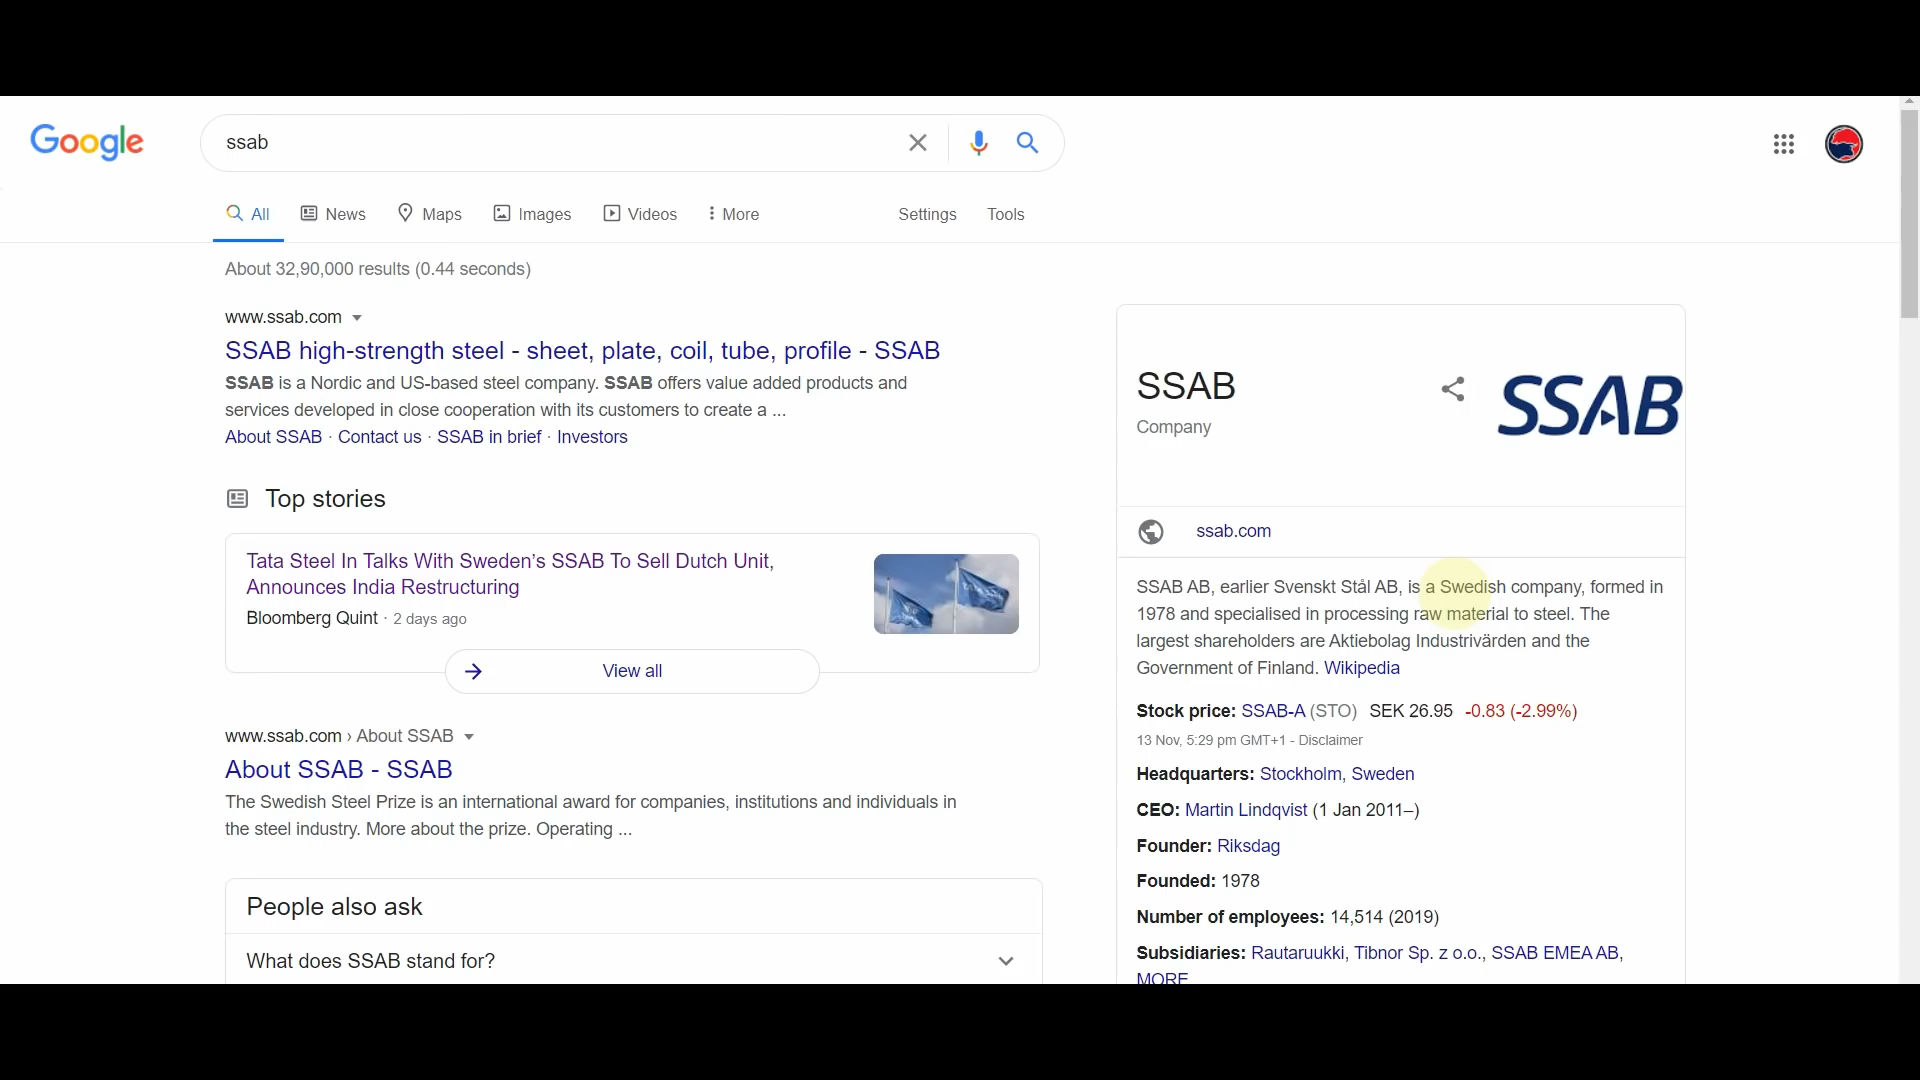 Google
ssab
All
News
Maps
Images
Videos
More
Settings
Tools
About 32,90,000 results (0.44 seconds)
www.ssab.com
SSAB high-strength steel - sheet, plate, coil, tube, profile - SSAB
SSAB is a Nordic and US-based steel company. SSAB offers value added products and
services developed in close cooperation with its customers to create a ...
About SSAB · Contact us · SSAB in brief · Investors
Top stories
Tata Steel In Talks With Sweden’s SSAB To Sell Dutch Unit,
Announces India Restructuring
Bloomberg Quint · 2 days ago
View all
www.ssab.com › About SSAB
About SSAB - SSAB
The Swedish Steel Prize is an international award for companies, institutions and individuals in
the steel industry. More about the prize. Operating ...
People also ask
What does SSAB stand for?
SSAB
Company
SSAB
ssab.com
SSAB AB, earlier Svenskt Stål AB, is a Swedish company, formed in
1978 and specialised in processing raw material to steel. The
largest shareholders are Aktiebolag Industrivärden and the
Government of Finland. Wikipedia
Stock price: SSAB-A (STO) SEK 26.95 -0.83 (-2.99%)
13 Nov, 5:29 pm GMT+1 - Disclaimer
Headquarters: Stockholm, Sweden
CEO: Martin Lindqvist (1 Jan 2011–)
Founder: Riksdag
Founded: 1978
Number of employees: 14,514 (2019)
Subsidiaries: Rautaruukki, Tibnor Sp. z o.o., SSAB EMEA AB,
MORE